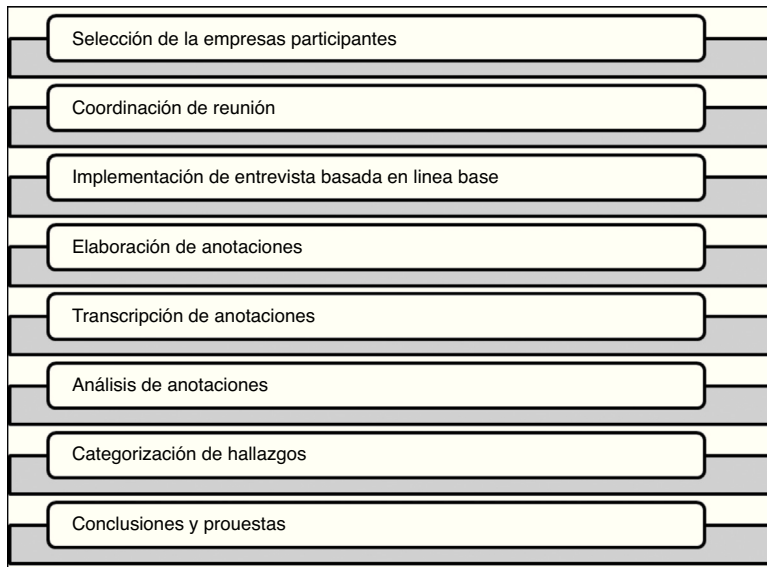 Selección de la empresas participantes
Coordinación de reunión
Implementación de entrevista basada en linea base
Elaboración de anotaciones
Transcripción de anotaciones
Análisis de anotaciones
Categorización de hallazgos
Conclusiones y prouestas